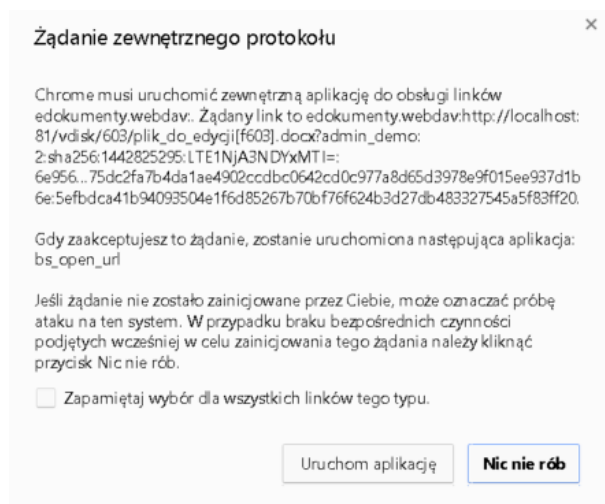 Żądanie zewnętrznego protokołu
Chrome musi uruchomić zewnętrzną aplikację do obsługi linków
edokumenty.webdav:. Żądany link to edokumenty.webdav:http://localhost:
81/vdisk/603/plik_do_edycji[f603].docx?admin_demo:
2:sha256:1442825295:LTE1NjA3NDYxMTI=:
6e956...75dc2fa7b4da1ae4902ccdbc0642cd0c977a8d65d3978e9f015ee937d1b
6e:5efbdca41b94093504e1f6d85267b70bf76f624b3d27db483327545a5f83ff20.
Gdy zaakceptujesz to żądanie, zostanie uruchomiona następująca aplikacja:
bs_open_url
Jeśli żądanie nie zostało zainicjowane przez Ciebie, może oznaczać próbę
ataku na ten system. W przypadku braku bezpośrednich czynności
podjętych wcześniej w celu zainicjowania tego żądania należy kliknąć
przycisk Nic nie rób.
Zapamiętaj wybór dla wszystkich linków tego typu.
Uruchom aplikację
Nic nie rób